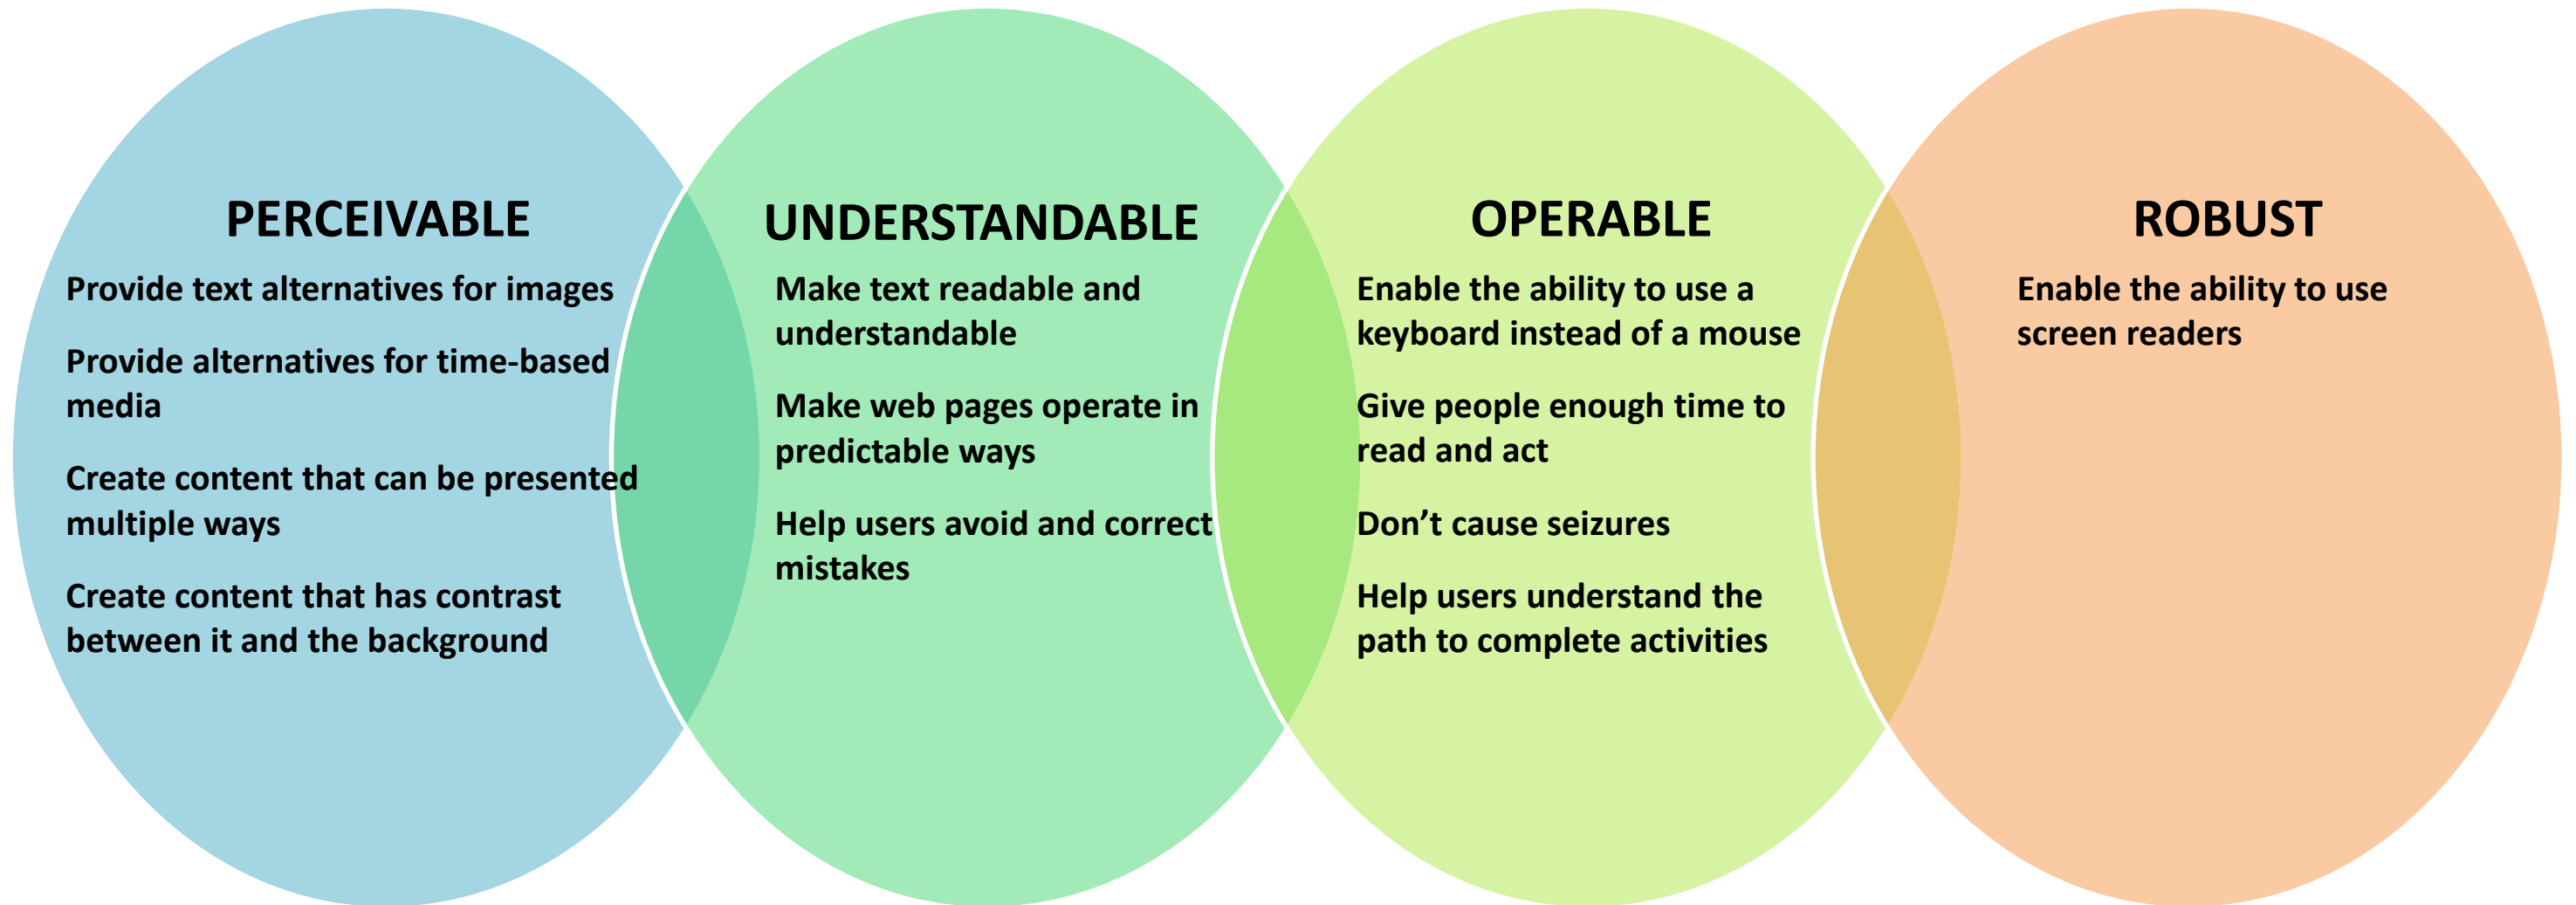 PERCEIVABLE
Provide text alternatives for images
Provide alternatives for time-based
media
Create content that can be presented
multiple ways
Create content that has contrast
between it and the background
UNDERSTANDABLE
Make text readable and
understandable
Make web pages operate in
predictable ways
Help users avoid and correct
mistakes
OPERABLE
Enable the ability to use a
keyboard instead of a mouse
Give people enough time to
read and act
Don’t cause seizures
Help users understand the
path to complete activities
ROBUST
Enable the ability to use
screen readers